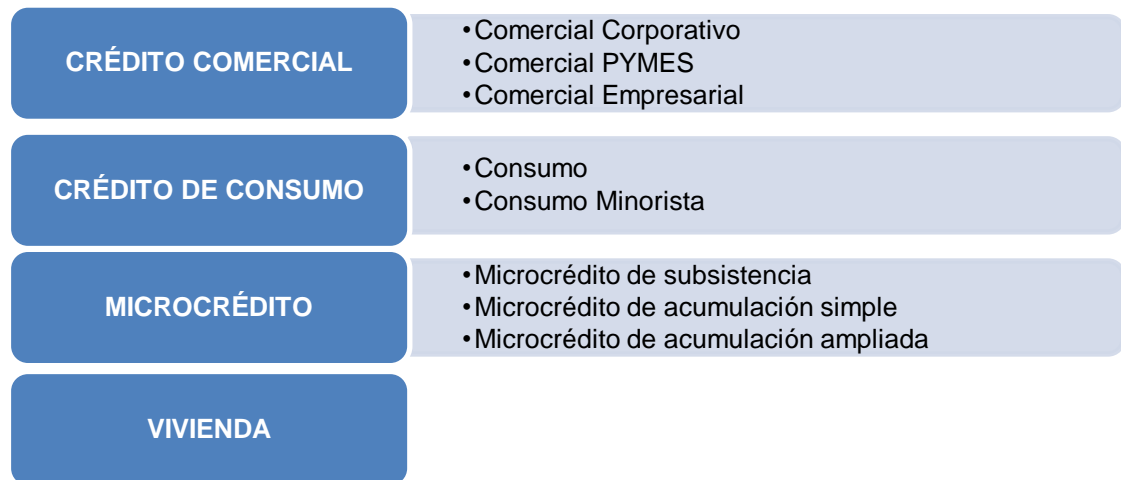 CRÉDITO COMERCIAL
•Comercial Corporativo
•Comercial PYMES
•Comercial Empresarial
CRÉDITO DE CONSUMO
•Consumo
•Consumo Minorista
MICROCRÉDITO
•Microcrédito de subsistencia
•Microcrédito de acumulación simple
•Microcrédito de acumulación ampliada
VIVIENDA